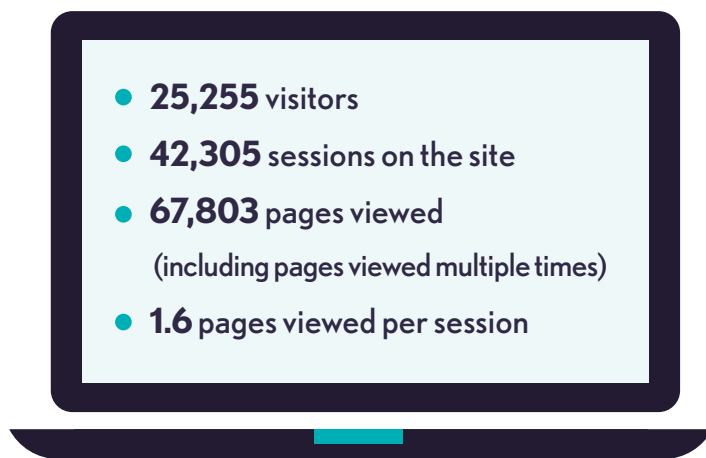 25,255 visitors
42,305 sessions on the site
67,803 pages viewed
(including pages viewed multiple times)
1.6 pages viewed per session